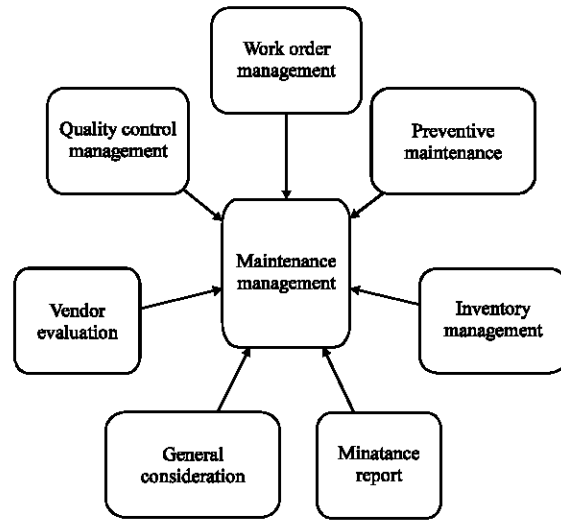 Work order
management
Quality control
management
Preventive
maintenance
Maintenance
management
Vendor
evaluation
Inventory
management
General
consideration
Minatance
report